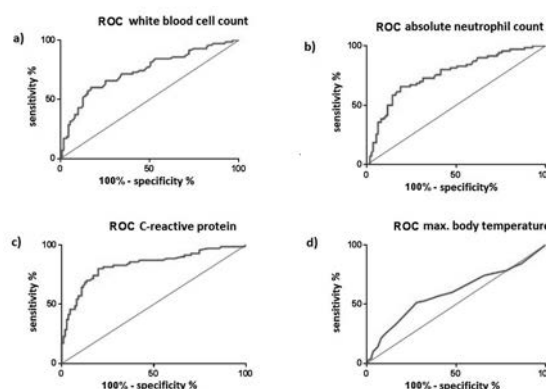 ROC white blood cell count
a)
100
50
0
sensitivity %
0 50 100
100% - specificity %
ROC absolute neutrophil count
b)
100
50
0
sensitivity %
0 50 100
100% - specificity%
ROC C-reactive protein
c)
100
50
0
sensitivity %
0 50 100
100% - specificity %
ROC max. body temperature
d)
100
50
0
sensitivity %
0 50 100
100% - specificity %